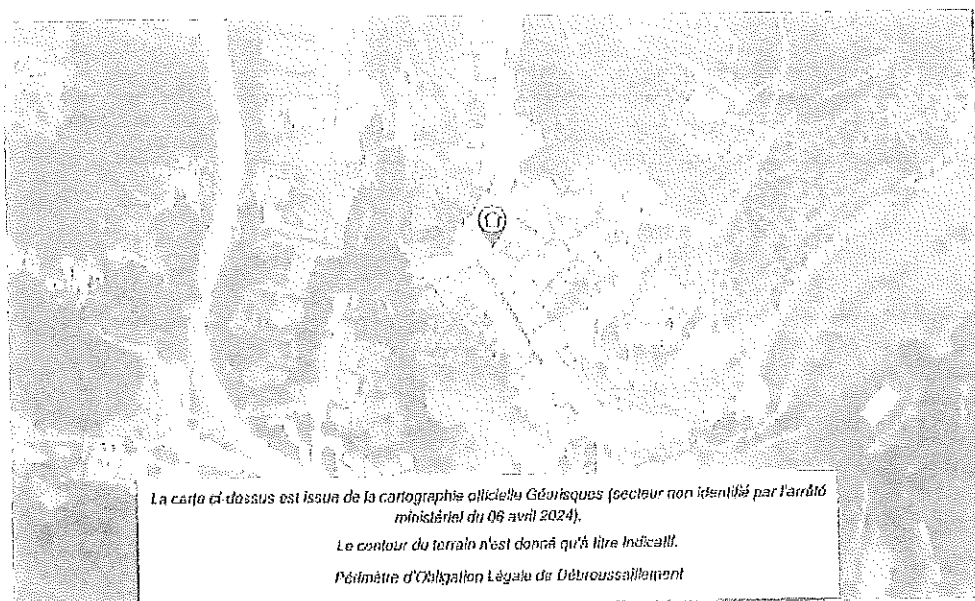 La carte ci-dessus est issue de la cartographie officielle Géorisques (secteur non identifié par l'arrêté
ministériel du 06 avril 2024).
Le contour du terrain n'est donné qu'à titre indicatif.
Périmètre d'Obligation Légale de Débroussaillement